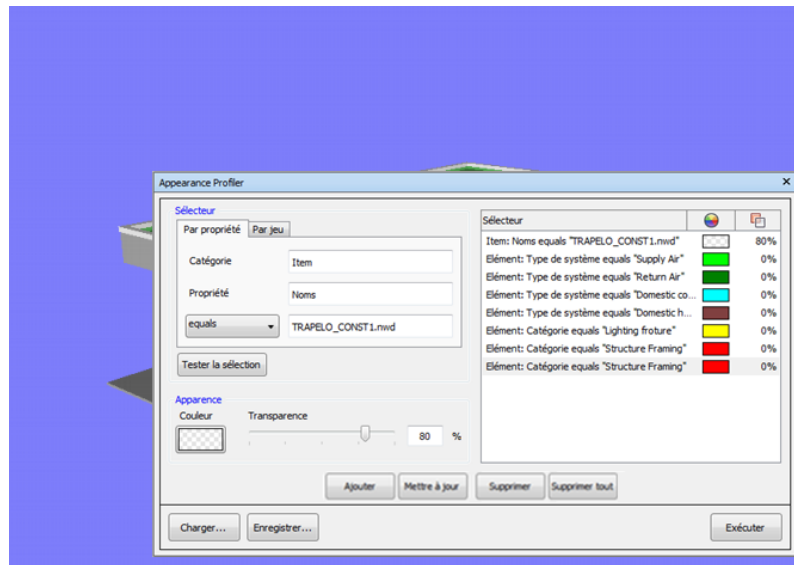 Appearance Profiler
Sélecteur
Par propriété Par jeu
Catégorie Item
Propriété Noms
equals TRAPELO_CONST1.nwd
Tester la sélection
Apparence
Couleur Transparence
80 %
Sélecteur
Item: Noms equals "TRAPELO_CONST1.nwd" 80%
Elément: Type de système equals "Supply Air" 0%
Elément: Type de système equals "Return Air" 0%
Elément: Type de système equals "Domestic co... 0%
Elément: Type de système equals "Domestic h... 0%
Elément: Catégorie equals "Lighting froture" 0%
Elément: Catégorie equals "Structure Framing" 0%
Elément: Catégorie equals "Structure Framing" 0%
Ajouter Mettre à jour Supprimer Supprimer tout
Charger... Enregistrer... Exécuter